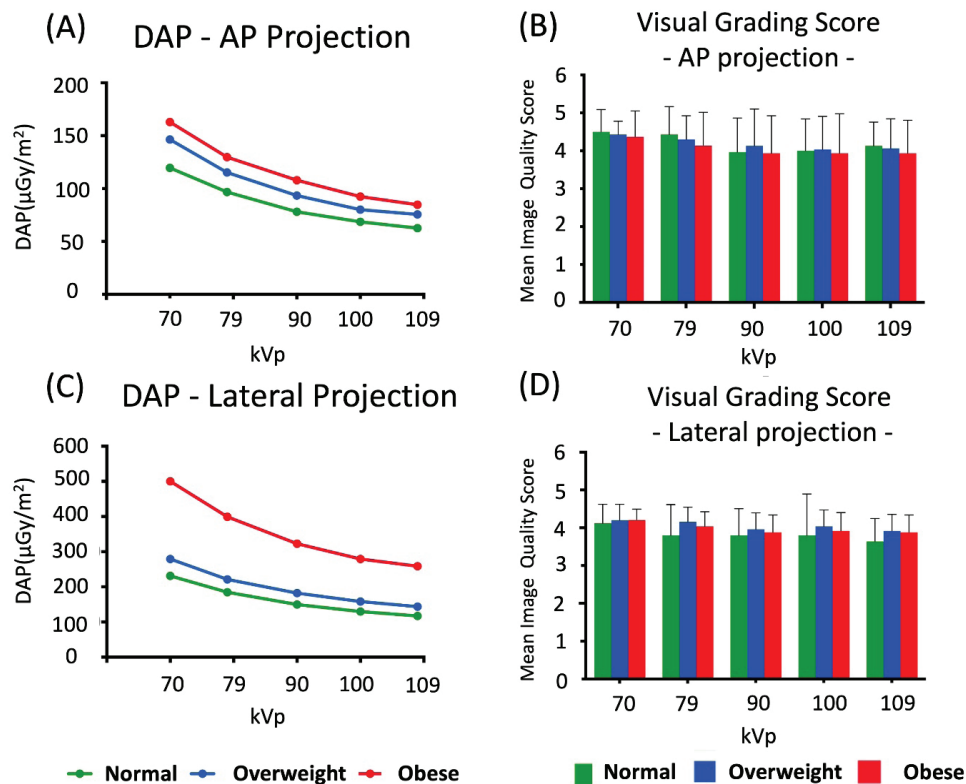 (A) DAP - AP Projection
DAP(µGy/m²)
200
150
100
50
0
70 79 90 100 109
kVp
(B) Visual Grading Score
- AP projection -
Mean Image Quality Score
6
5
4
3
2
1
0
70 79 90 100 109
kVp
(C) DAP - Lateral Projection
DAP(µGy/m²)
600
500
400
300
200
100
0
70 79 90 100 109
kVp
(D) Visual Grading Score
- Lateral projection -
Mean Image Quality Score
6
5
4
3
2
1
0
70 79 90 100 109
kVp
Normal Overweight Obese
Normal Overweight Obese